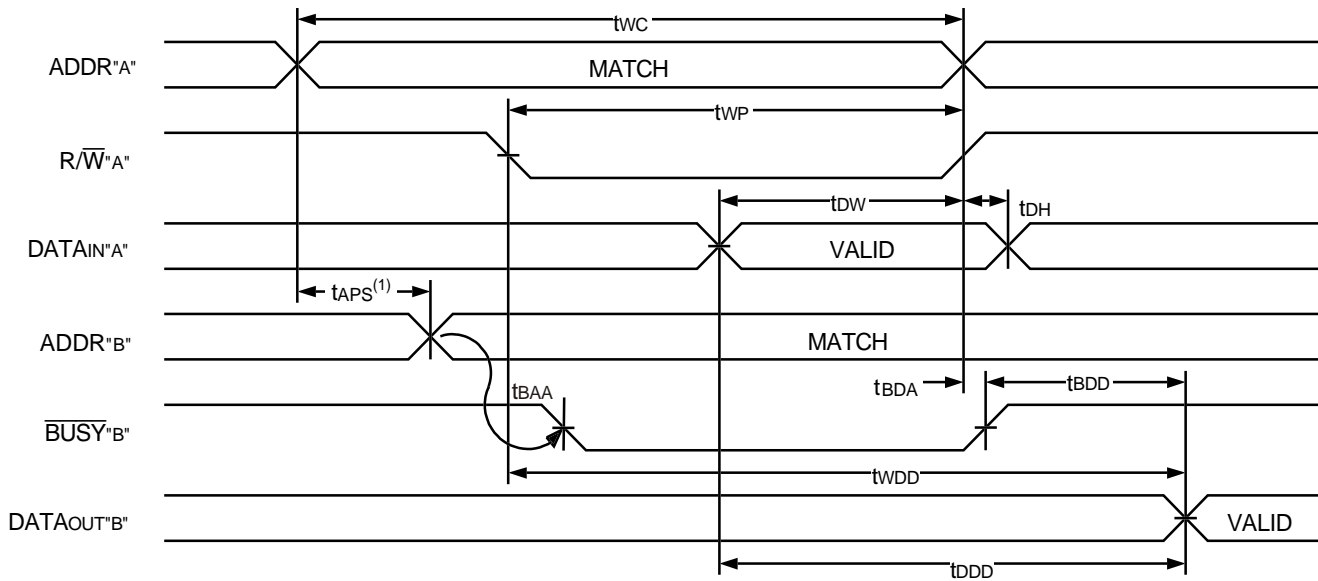 tWC
ADDR"A"
MATCH
tWP
R/W̅"A"
tDW
tDH
DATAIN"A"
VALID
tAPS(1)
ADDR"B"
MATCH
tBAA
tBDA
tBDD
B̅U̅S̅Y̅"B"
tWDD
DATAOUT"B"
VALID
tDDD